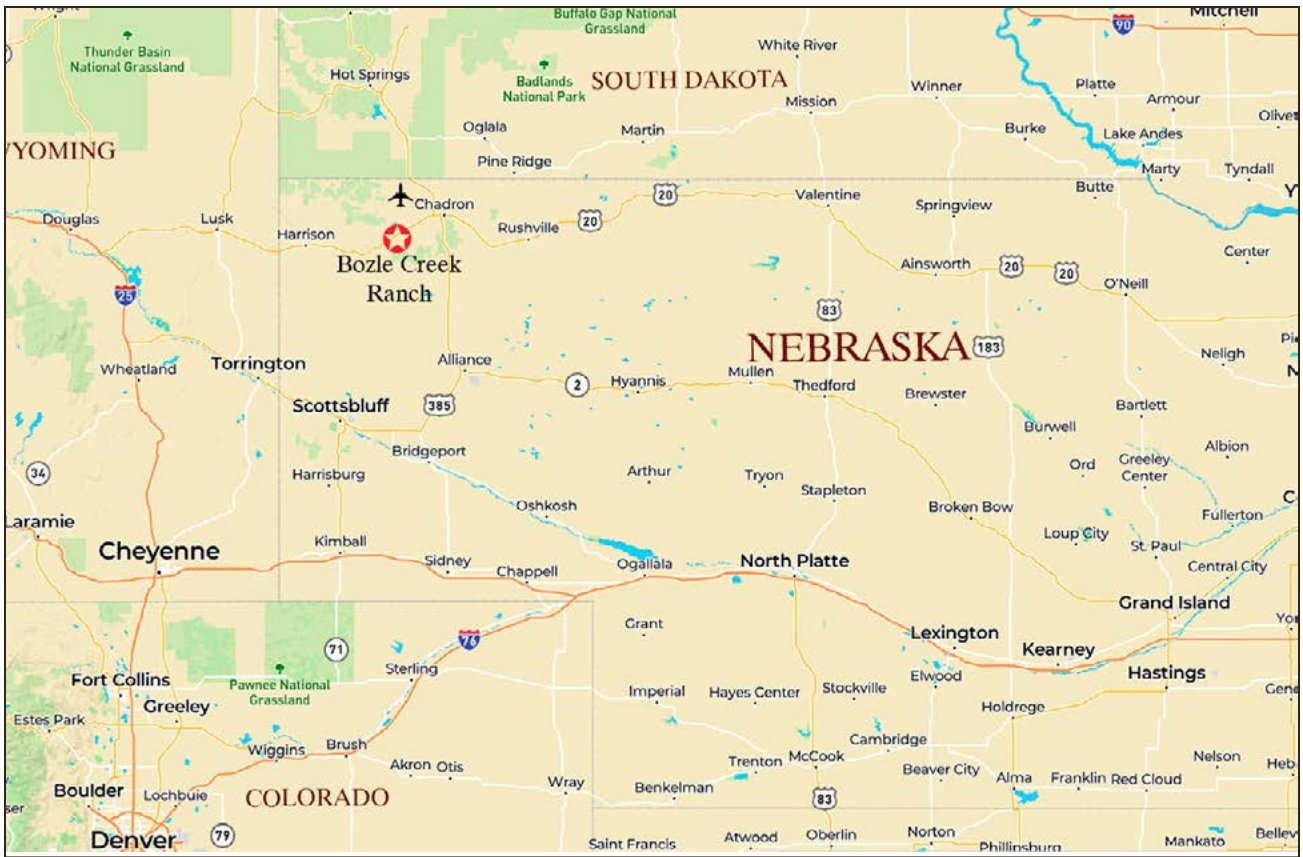 Wright
Buffalo Gap National
Grassland
Mitchell
90
Thunder Basin
National Grassland
White River
Hot Springs
Badlands
National Park
SOUTH DAKOTA
Winner
Platte
Mission
Armour
Oglala
Martin
Burke
Lake Andes
Olivet
WYOMING
Pine Ridge
Marty
Tyndall
Butte
Chadron
20
Valentine
Springview
Douglas
Lusk
Harrison
Rushville
20
Center
Bozle Creek
Ranch
Ainsworth
20
20
O'Neill
25
83
NEBRASKA
183
Wheatland
Torrington
Alliance
2
Hyannis
Mullen
Thedford
Brewster
Neligh
Scottsbluff
385
Bartlett
Burwell
Bridgeport
Albion
34
Harrisburg
Arthur
Tryon
Ord
Greeley
Center
Stapleton
Oshkosh
Broken Bow
Fullerton
Laramie
Loup City
Cheyenne
Kimball
Sidney
Chappell
Ogallala
North Platte
St. Paul
Central City
Grand Island
Grant
76
71
Lexington
Kearney
Sterling
Elwood
Hastings
Fort Collins
Pawnee National
Grassland
Imperial
Hayes Center
Stockville
Greeley
Holdrege
Estes Park
Wiggins
Brush
Cambridge
Akron
Otis
Trenton
McCook
Beaver City
Nelson
Wray
Alma
Franklin
Red Cloud
Boulder
Lochbuie
COLORADO
Benkelman
83
Denver
79
Saint Francis
Atwood
Oberlin
Norton
Phillipsburg
Mankato